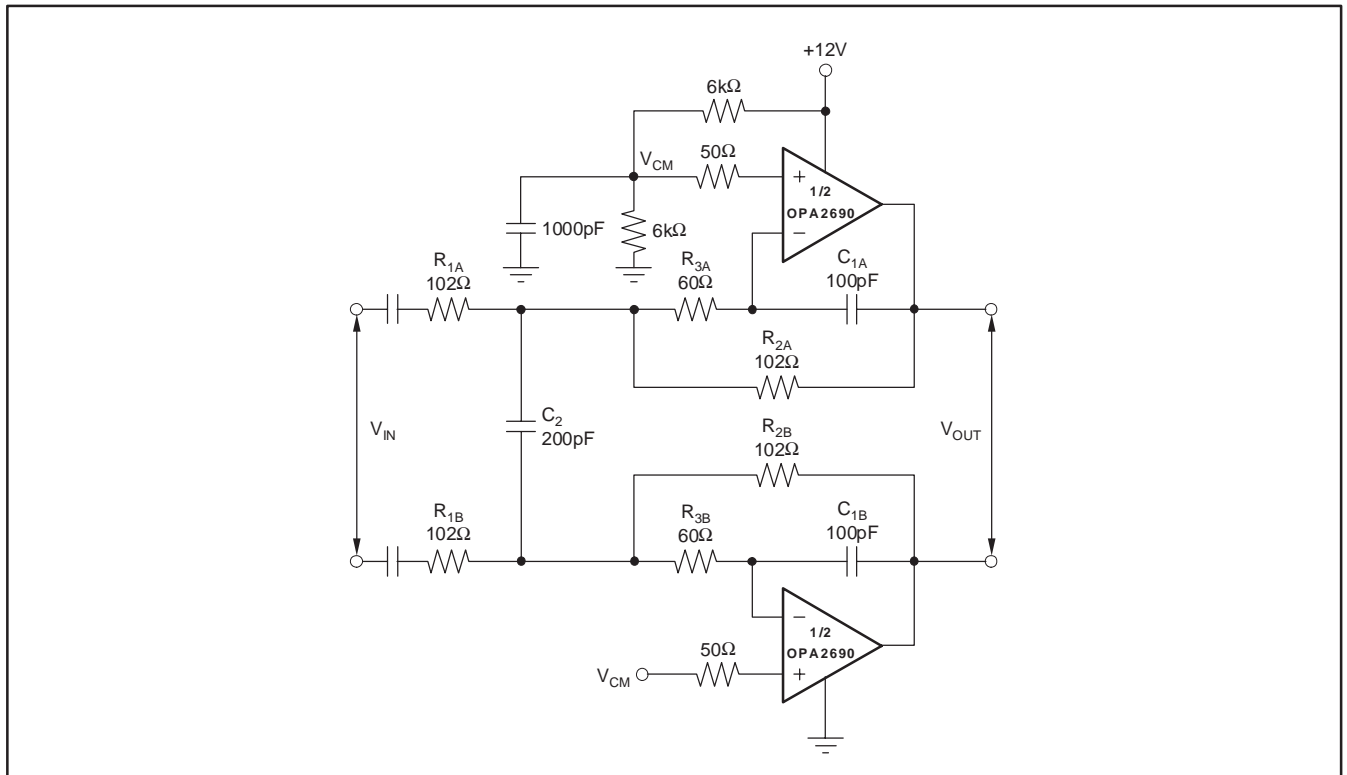 +12V
6kΩ
50Ω
V_CM
+
1/2
OPA2690
−
1000pF
6kΩ
R_1A
102Ω
R_3A
60Ω
C_1A
100pF
R_2A
102Ω
V_IN
C_2
200pF
R_2B
102Ω
V_OUT
R_1B
102Ω
R_3B
60Ω
C_1B
100pF
−
1/2
OPA2690
+
50Ω
V_CM